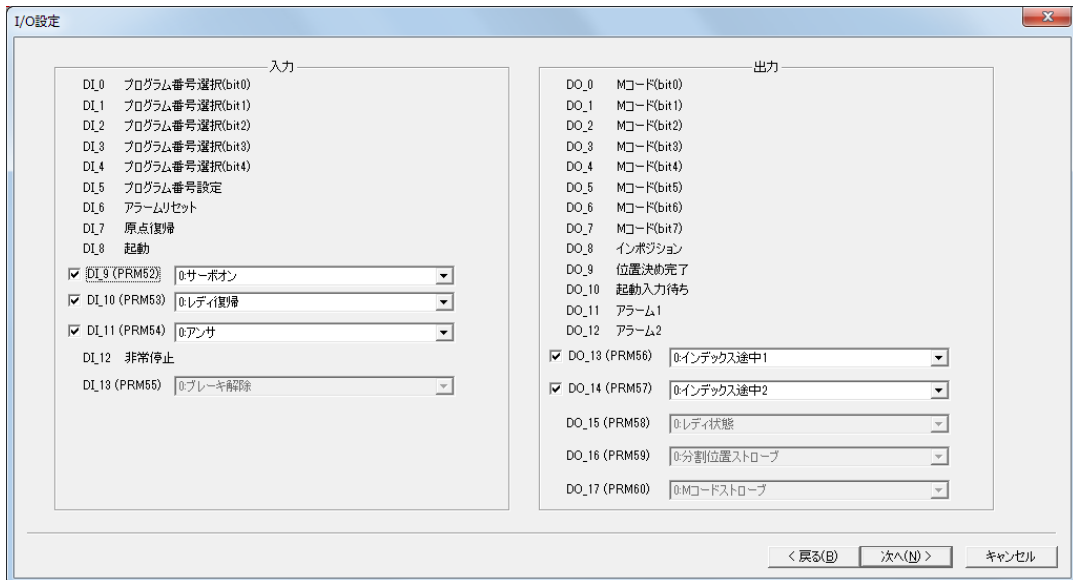 I/O設定
入力
DI_0 プログラム番号選択(bit0)
DI_1 プログラム番号選択(bit1)
DI_2 プログラム番号選択(bit2)
DI_3 プログラム番号選択(bit3)
DI_4 プログラム番号選択(bit4)
DI_5 プログラム番号設定
DI_6 アラームリセット
DI_7 原点復帰
DI_8 起動
DI_9 (PRM52) 0:サーボオン
DI_10 (PRM53) 0:レディ復帰
DI_11 (PRM54) 0:アンサ
DI_12 非常停止
DI_13 (PRM55) 0:ブレーキ解除
出力
DO_0 Mコード(bit0)
DO_1 Mコード(bit1)
DO_2 Mコード(bit2)
DO_3 Mコード(bit3)
DO_4 Mコード(bit4)
DO_5 Mコード(bit5)
DO_6 Mコード(bit6)
DO_7 Mコード(bit7)
DO_8 インポジション
DO_9 位置決め完了
DO_10 起動入力待ち
DO_11 アラーム1
DO_12 アラーム2
DO_13 (PRM56) 0:インデックス途中1
DO_14 (PRM57) 0:インデックス途中2
DO_15 (PRM58) 0:レディ状態
DO_16 (PRM59) 0:分割位置ストローブ
DO_17 (PRM60) 0:Mコードストローブ
< 戻る(B) 次へ(N) > キャンセル